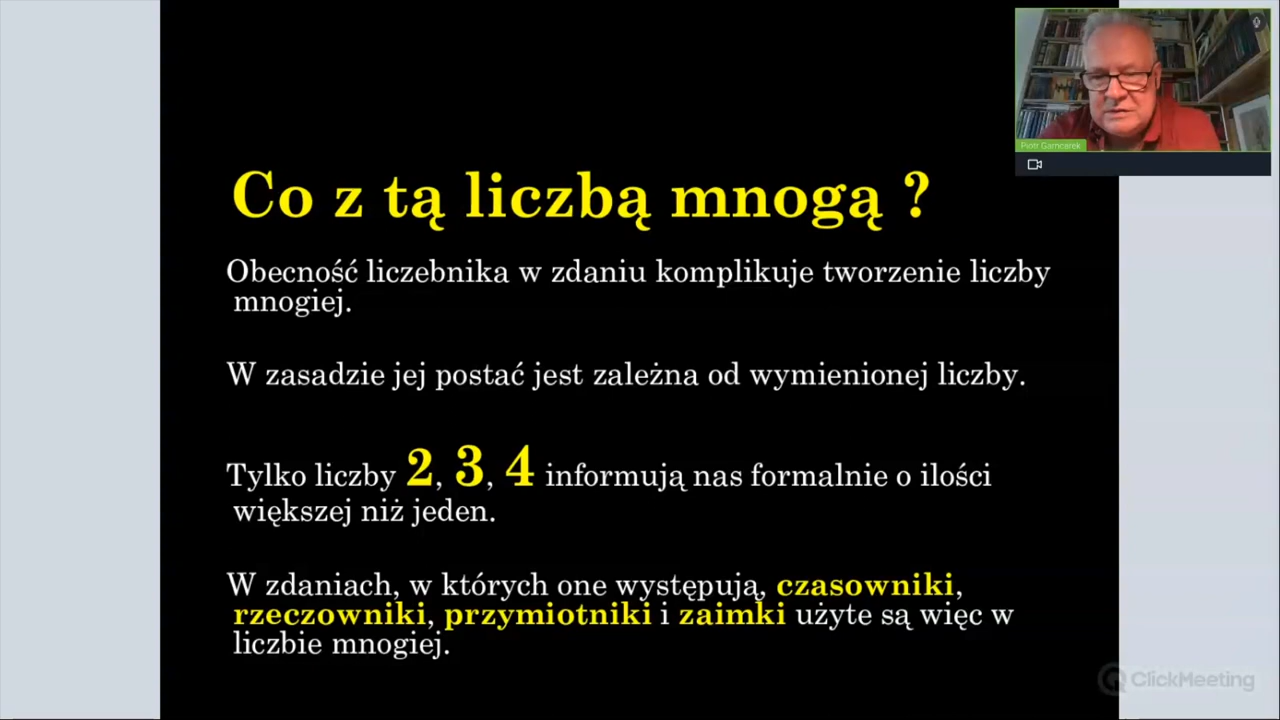 Piotr Garncarek
Co z tą liczbą mnogą ?
Obecność liczebnika w zdaniu komplikuje tworzenie liczby
mnogiej.
W zasadzie jej postać jest zależna od wymienionej liczby.
Tylko liczby 2, 3, 4 informują nas formalnie o ilości
większej niż jeden.
W zdaniach, w których one występują, czasowniki,
rzeczowniki, przymiotniki i zaimki użyte są więc w
liczbie mnogiej.
ClickMeeting